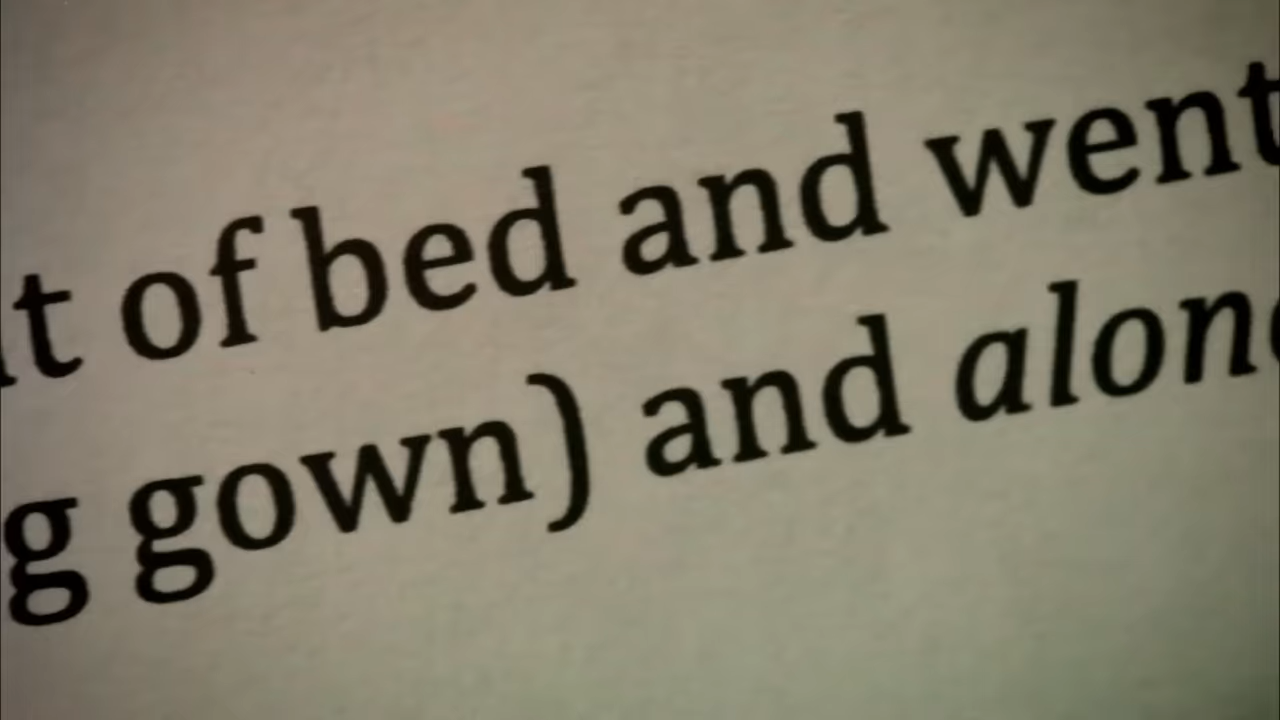 t of bed and went
g gown) and alon